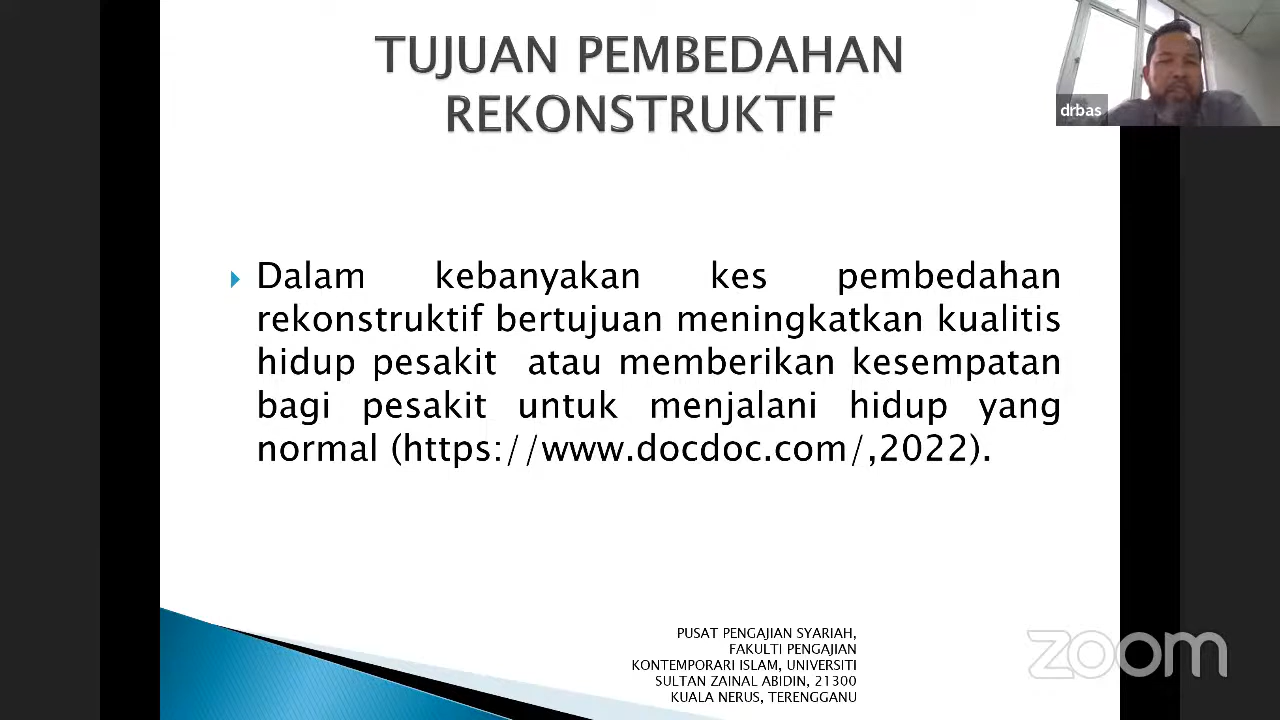 TUJUAN PEMBEDAHAN
REKONSTRUKTIF
drbas
Dalam kebanyakan kes pembedahan
rekonstruktif bertujuan meningkatkan kualitis
hidup pesakit atau memberikan kesempatan
bagi pesakit untuk menjalani hidup yang
normal (https://www.docdoc.com/,2022).
PUSAT PENGAJIAN SYARIAH,
FAKULTI PENGAJIAN
KONTEMPORARI ISLAM, UNIVERSITI
SULTAN ZAINAL ABIDIN, 21300
KUALA NERUS, TERENGGANU
zoom